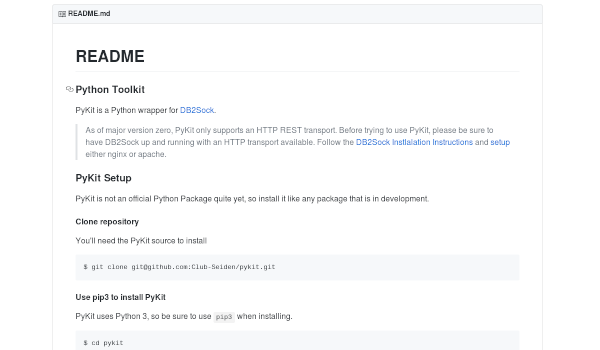 README.md
README
Python Toolkit
PyKit is a Python wrapper for DB2Sock.
As of major version zero, PyKit only supports an HTTP REST transport. Before trying to use PyKit, please be sure to
have DB2Sock up and running with an HTTP transport available. Follow the DB2Sock Instlalation Instructions and setup
either nginx or apache.
PyKit Setup
PyKit is not an official Python Package quite yet, so install it like any package that is in development.
Clone repository
You'll need the PyKit source to install
$ git clone git@github.com:Club-Seiden/pykit.git
Use pip3 to install PyKit
PyKit uses Python 3, so be sure to use pip3 when installing.
$ cd pykit